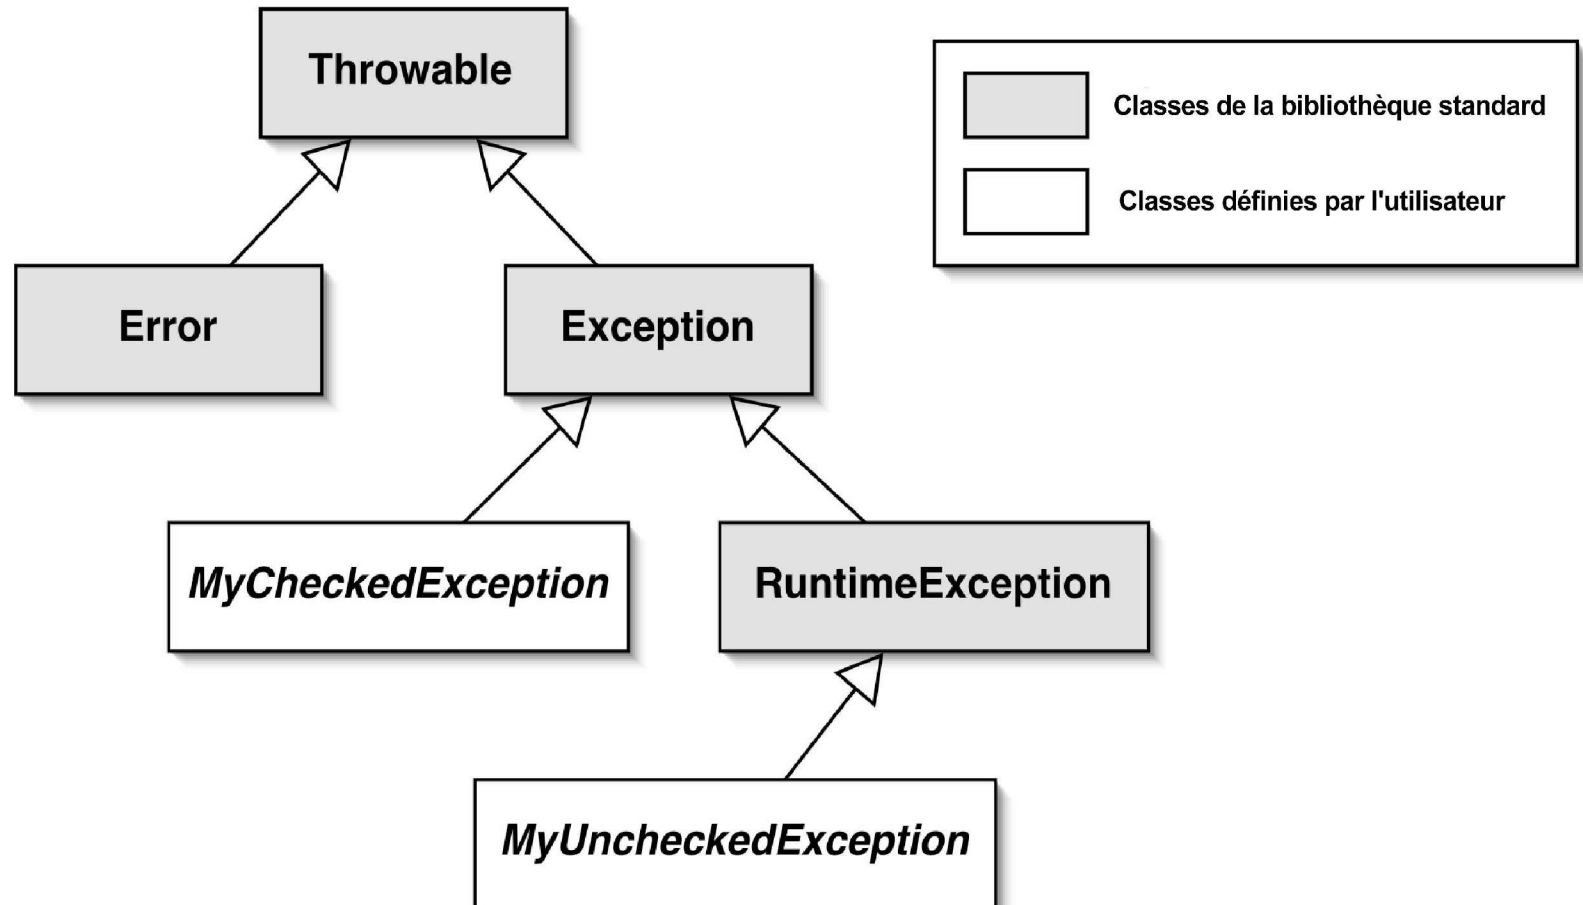 Throwable
Classes de la bibliothèque standard
Classes définies par l'utilisateur
Error
Exception
MyCheckedException
RuntimeException
MyUncheckedException